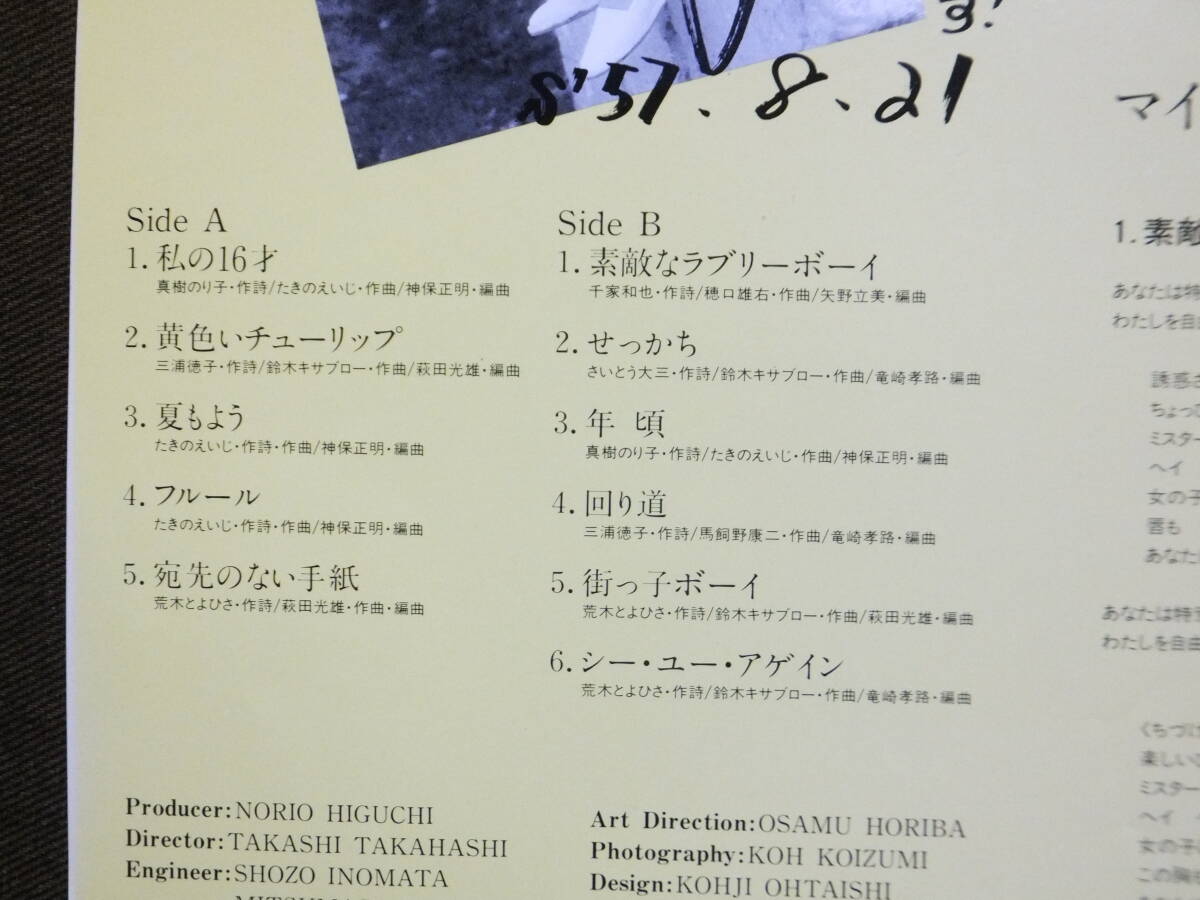 す!
S'57.8.21
Side A
1. 私の16才
真樹のり子・作詩/たきのえいじ・作曲/神保正明・編曲
2. 黄色いチューリップ
三浦徳子・作詩/鈴木キサブロー・作曲/萩田光雄・編曲
3. 夏もよう
たきのえいじ・作詩・作曲/神保正明・編曲
4. フルール
たきのえいじ・作詩・作曲/神保正明・編曲
5. 宛先のない手紙
荒木とよひさ・作詩/萩田光雄・作曲・編曲
Side B
1. 素敵なラブリーボーイ
千家和也・作詩/穂口雄右・作曲/矢野立美・編曲
2. せっかち
さいとう大三・作詩/鈴木キサブロー・作曲/竜崎孝路・編曲
3. 年 頃
真樹のり子・作詩/たきのえいじ・作曲/神保正明・編曲
4. 回り道
三浦徳子・作詩/馬飼野康二・作曲/竜崎孝路・編曲
5. 街っ子ボーイ
荒木とよひさ・作詩/鈴木キサブロー・作曲/萩田光雄・編曲
6. シー・ユー・アゲイン
荒木とよひさ・作詩/鈴木キサブロー・作曲/竜崎孝路・編曲
Producer:NORIO HIGUCHI
Director:TAKASHI TAKAHASHI
Engineer:SHOZO INOMATA
Art Direction:OSAMU HORIBA
Photography:KOH KOIZUMI
Design:KOHJI OHTAISHI
マイ
1. 素敵
あなたは特
わたしを自由
誘惑さ
ちょっ
ミスター
ヘイ
女の子
唇も
あなた
あなたは特
わたしを自由
くちづけ
楽しい
ミスター
ヘイ
女の子
この胸